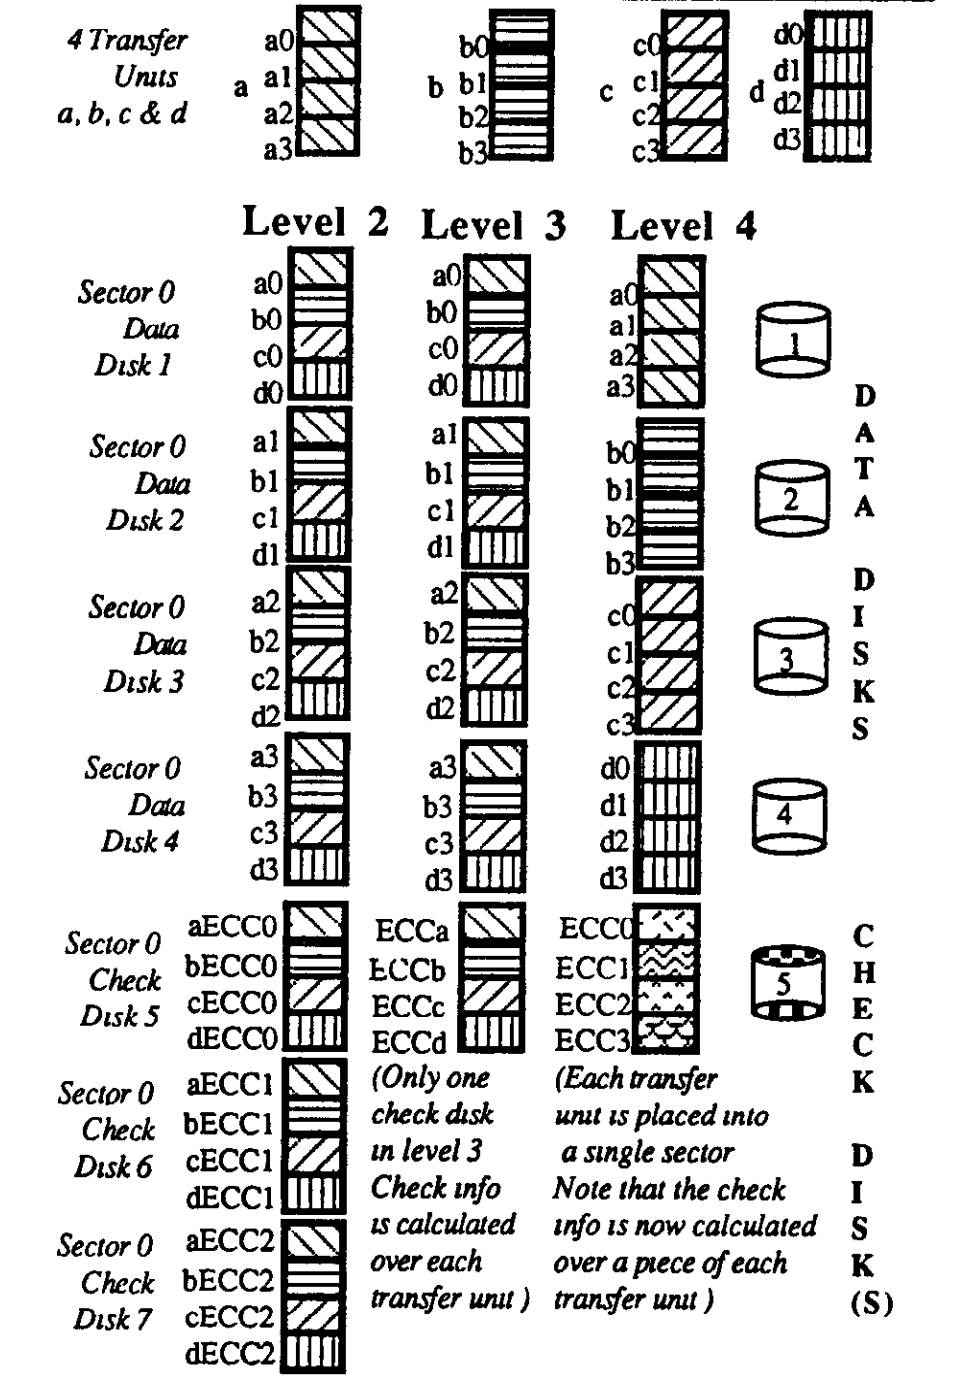 4 Transfer
Units
a, b, c & d
a
a0
a1
a2
a3
b
b0
b1
b2
b3
c
c0
c1
c2
c3
d
d0
d1
d2
d3
Level 2
Level 3
Level 4
Sector 0
Data
Disk 1
a0
b0
c0
d0
a0
b0
c0
d0
a0
a1
a2
a3
1
Sector 0
Data
Disk 2
a1
b1
c1
d1
a1
b1
c1
d1
b0
b1
b2
b3
2
Sector 0
Data
Disk 3
a2
b2
c2
d2
a2
b2
c2
d2
c0
c1
c2
c3
3
Sector 0
Data
Disk 4
a3
b3
c3
d3
a3
b3
c3
d3
d0
d1
d2
d3
4
DATA DISKS
Sector 0
Check
Disk 5
aECC0
bECC0
cECC0
dECC0
ECCa
ECCb
ECCc
ECCd
ECC0
ECC1
ECC2
ECC3
5
Sector 0
Check
Disk 6
aECC1
bECC1
cECC1
dECC1
Sector 0
Check
Disk 7
aECC2
bECC2
cECC2
dECC2
(Only one
check disk
in level 3
Check info
is calculated
over each
transfer unit )
(Each transfer
unit is placed into
a single sector
Note that the check
info is now calculated
over a piece of each
transfer unit )
CHECK DISK(S)